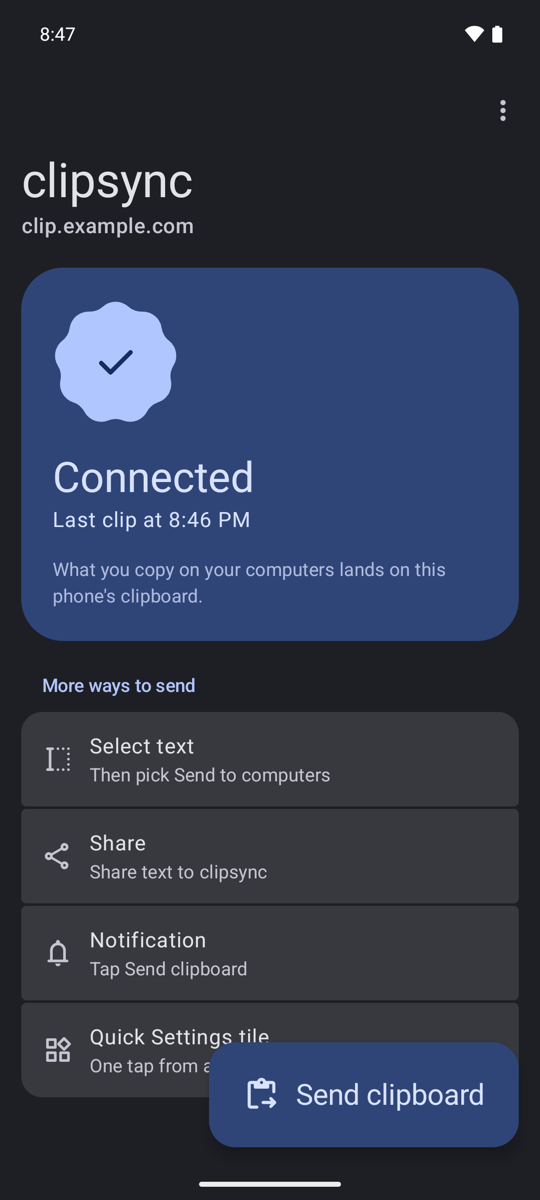 8:47
clipsync
clip.example.com
Connected
Last clip at 8:46 PM
What you copy on your computers lands on this
phone's clipboard.
More ways to send
Select text
Then pick Send to computers
Share
Share text to clipsync
Notification
Tap Send clipboard
Quick Settings tile
One tap from
Send clipboard